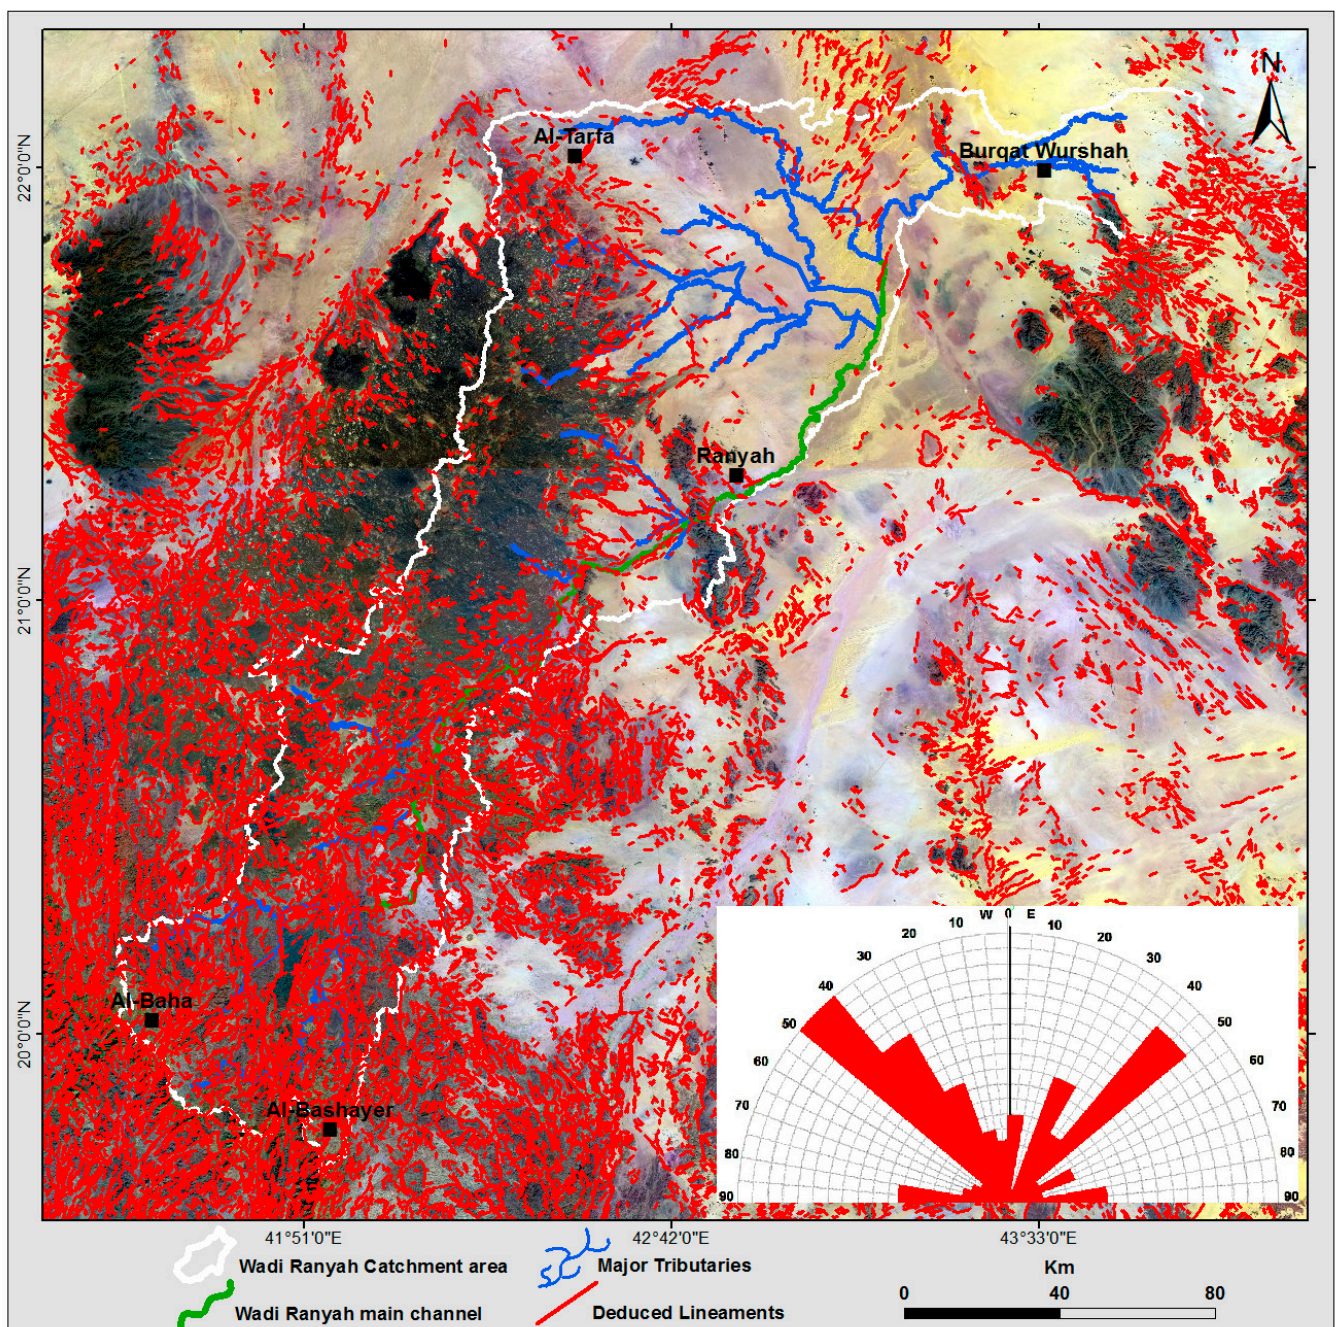 N
Al-Tarfa
Burqat Wurshah
22°0'0"N
Ranyah
21°0'0"N
W 0 E
10 10
20 20
30 30
40 40
50 50
60 60
70 70
80 80
90 90
Al-Baha
20°0'0"N
Al-Bashayer
41°51'0"E 42°42'0"E 43°33'0"E
Wadi Ranyah Catchment area
Major Tributaries
Km
0 40 80
Wadi Ranyah main channel
Deduced Lineaments